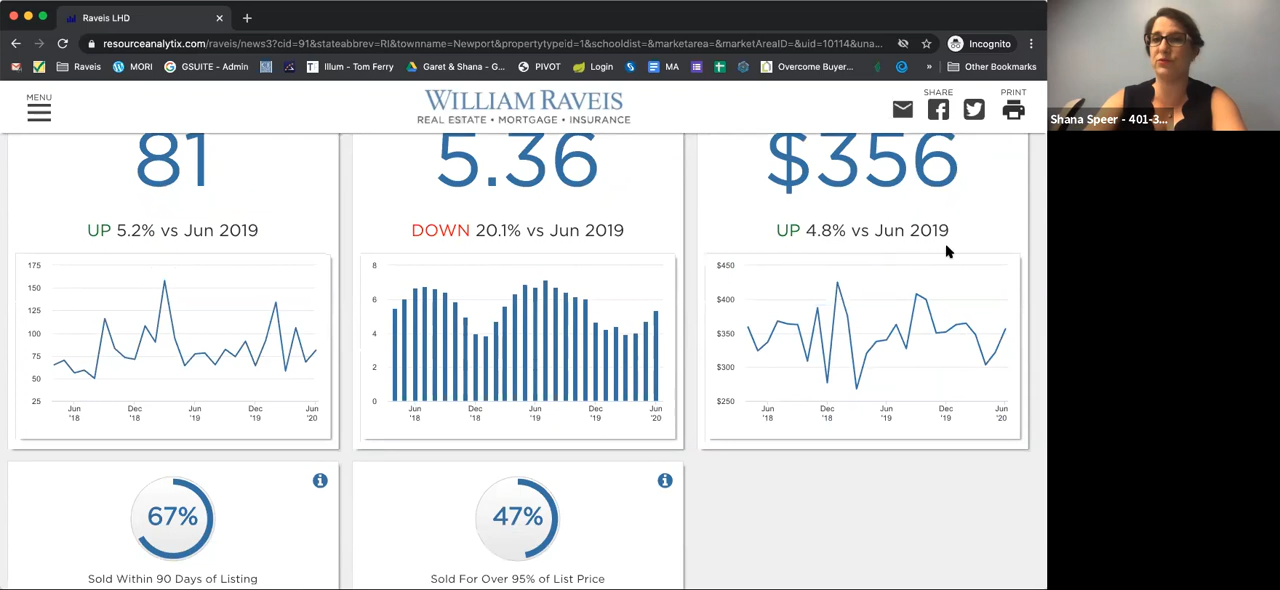 Raveis LHD
resourceanalytix.com/raveis/news3?cid=91&stateabbrev=RI&townname=Newport&propertytypeid=1&schooldist=&marketarea=&marketAreaID=&uid=10114&una...
Incognito
Raveis
MORI
GSUITE - Admin
Illum - Tom Ferry
Garet & Shana - G...
PIVOT
Login
MA
Overcome Buyer...
»
Other Bookmarks
MENU
WILLIAM RAVEIS
REAL ESTATE • MORTGAGE • INSURANCE
SHARE
PRINT
Shana Speer - 401-3...
81
5.36
$356
UP 5.2% vs Jun 2019
DOWN 20.1% vs Jun 2019
UP 4.8% vs Jun 2019
175
150
125
100
75
50
25
Jun '18
Dec '18
Jun '19
Dec '19
Jun '20
8
6
4
2
0
Jun '18
Dec '18
Jun '19
Dec '19
Jun '20
$450
$400
$350
$300
$250
Jun '18
Dec '18
Jun '19
Dec '19
Jun '20
67%
Sold Within 90 Days of Listing
47%
Sold For Over 95% of List Price